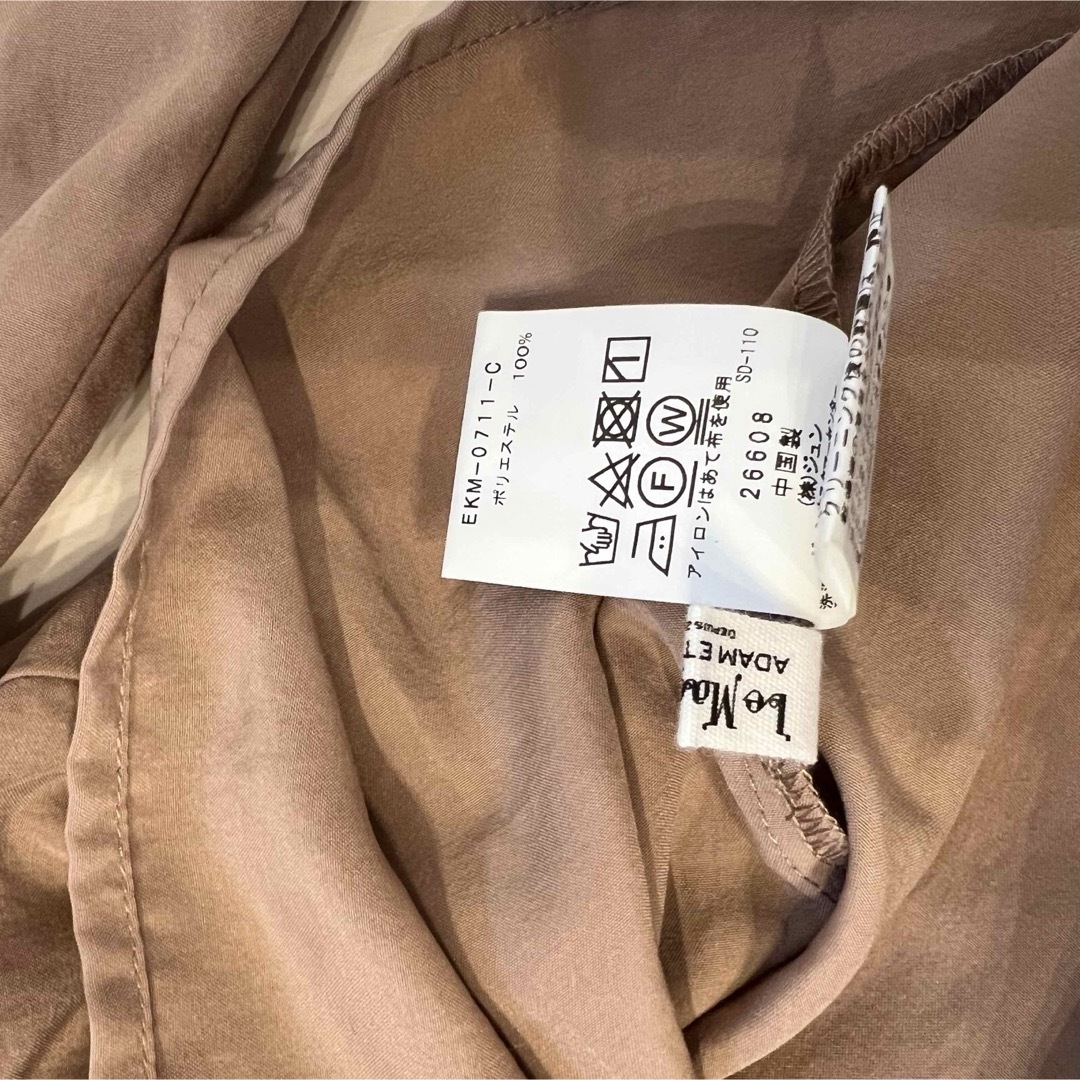 EKM-0711-C
ポリエステル 100%
W
F
アイロンはあて布を使用
SD-110
26608
中国製
(株)ジュン
ADAM ET